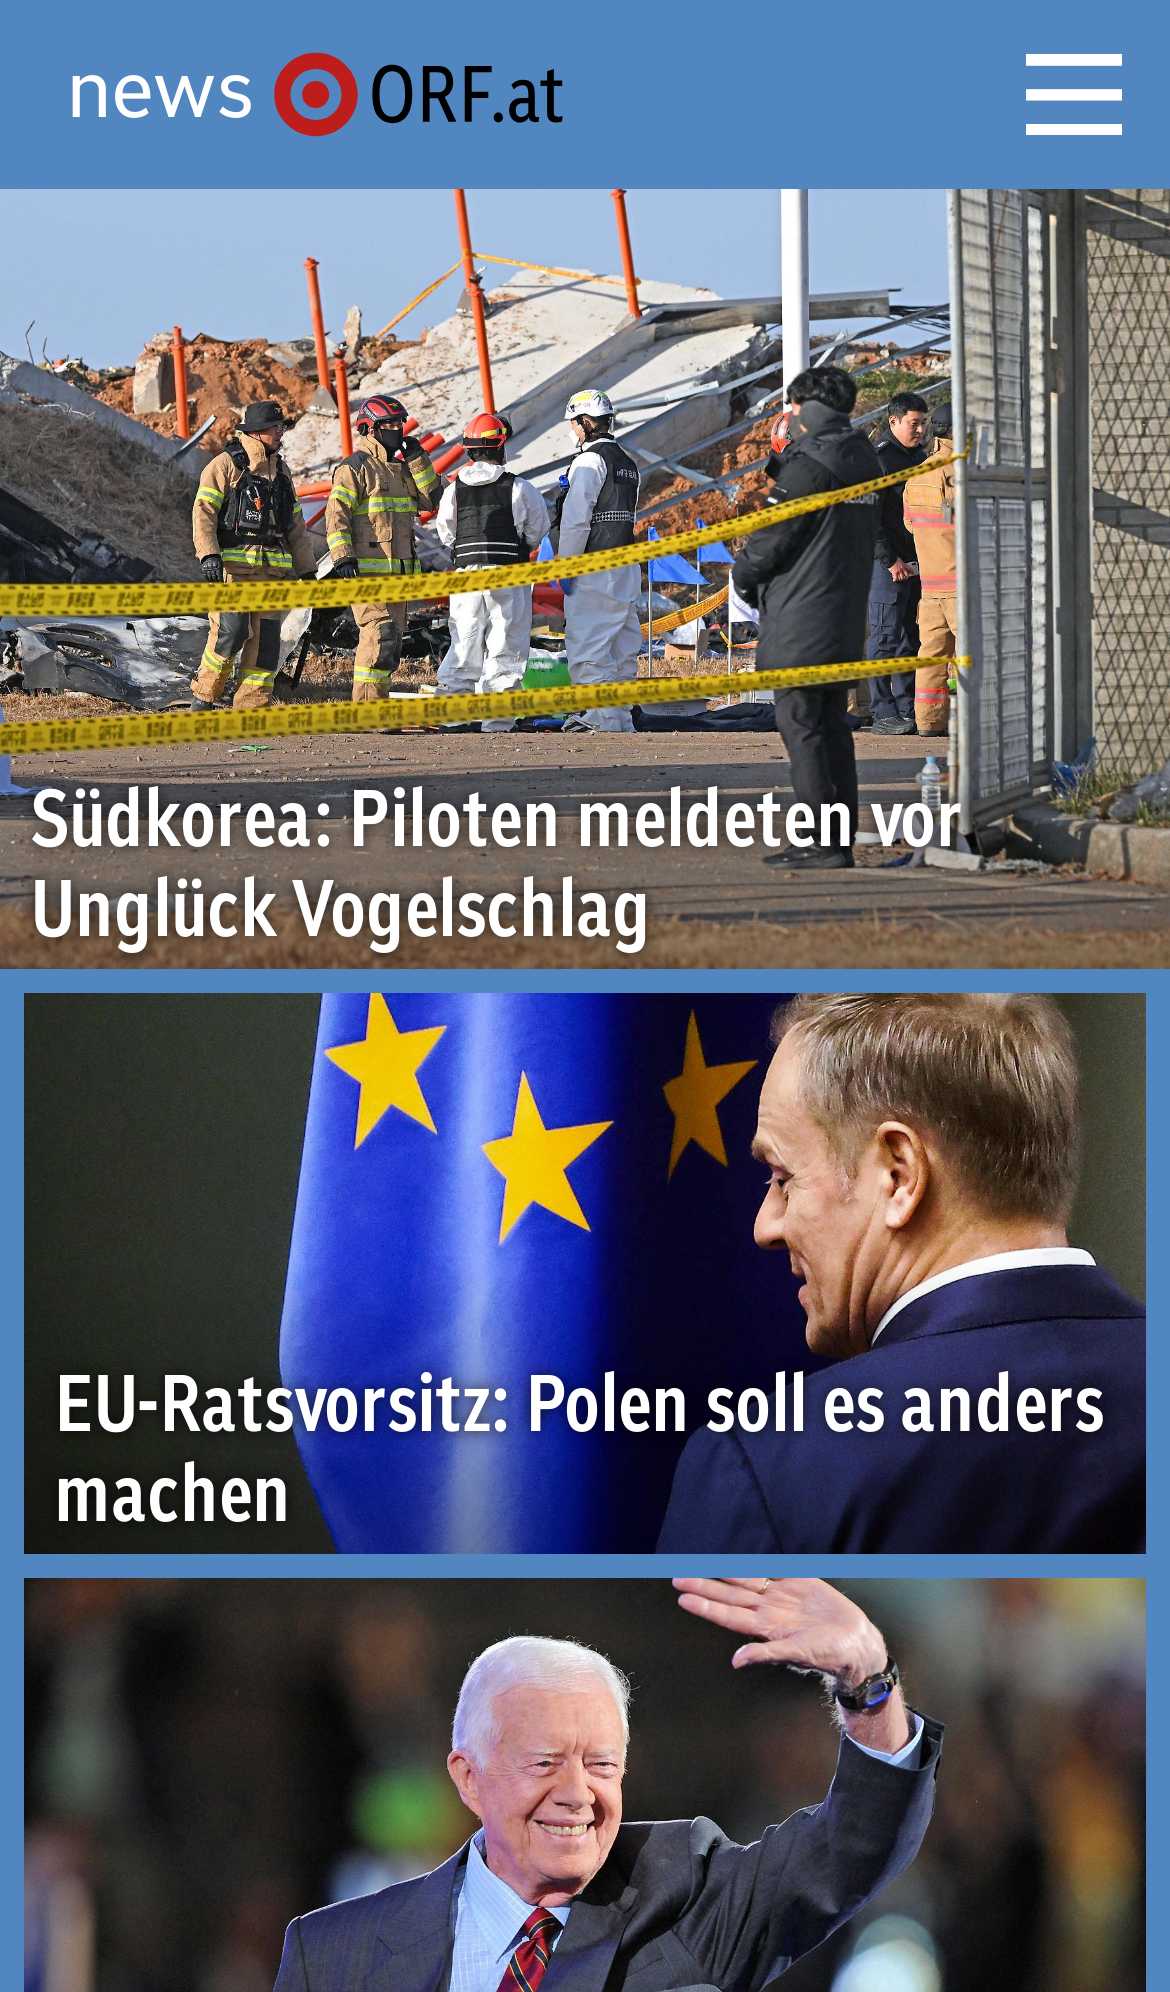 news ORF.at
Südkorea: Piloten meldeten vor
Unglück Vogelschlag
EU-Ratsvorsitz: Polen soll es anders
machen